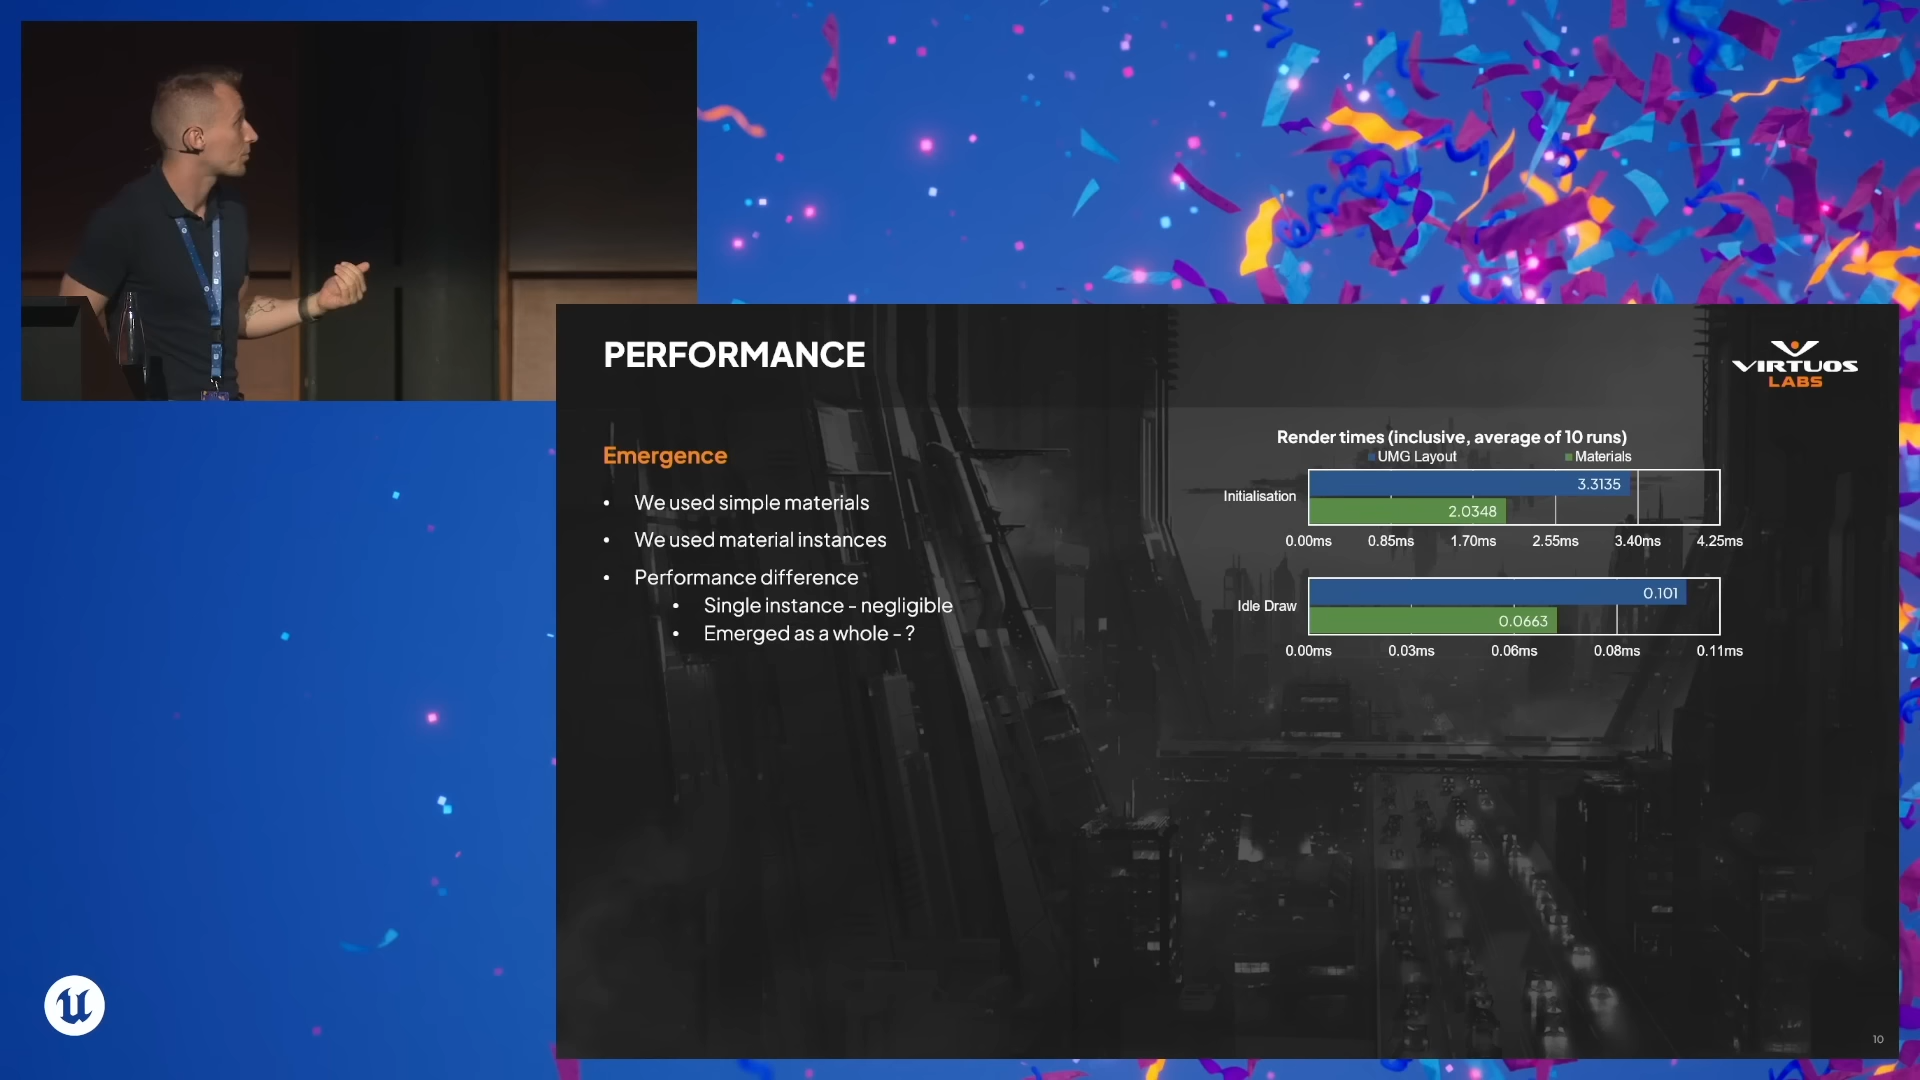 PERFORMANCE
VIRTUOS
LABS
Emergence
• We used simple materials
• We used material instances
• Performance difference
• Single instance - negligible
• Emerged as a whole - ?
Render times (inclusive, average of 10 runs)
UMG Layout Materials
Initialisation
3.3135
2.0348
0.00ms 0.85ms 1.70ms 2.55ms 3.40ms 4.25ms
Idle Draw
0.101
0.0663
0.00ms 0.03ms 0.06ms 0.08ms 0.11ms
10